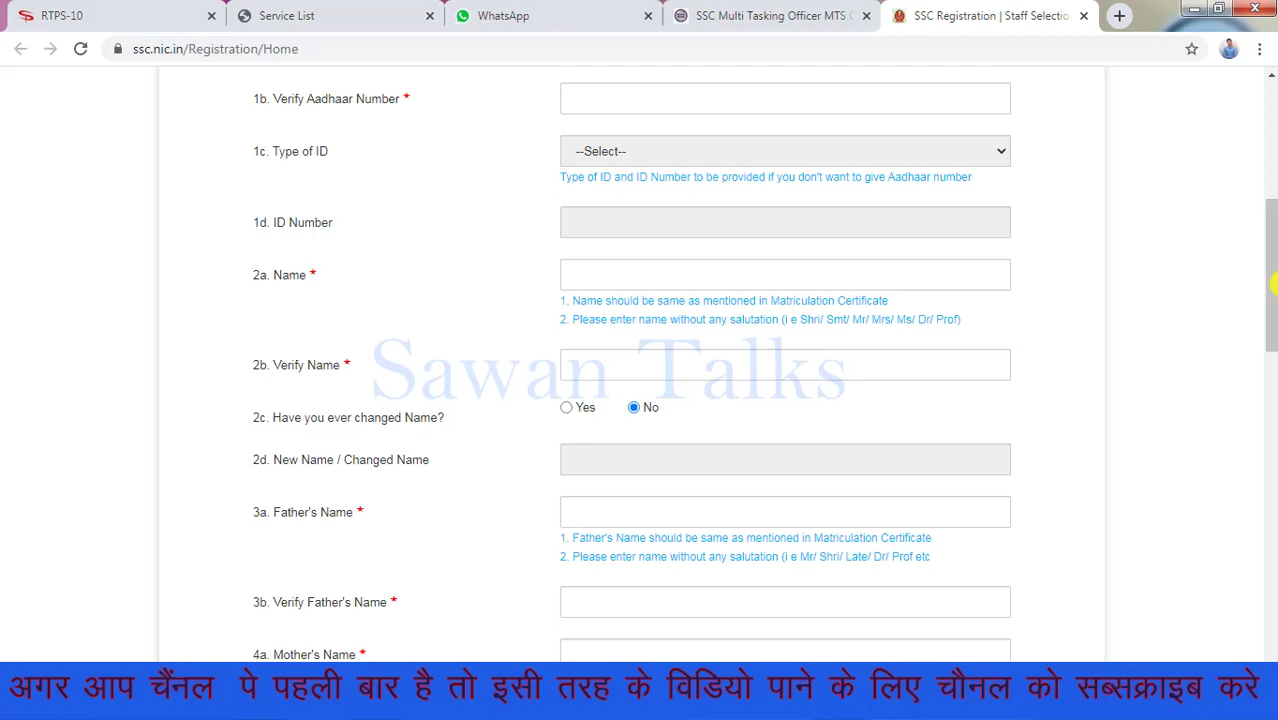 RTPS-10
Service List
WhatsApp
SSC Multi Tasking Officer MTS
SSC Registration | Staff Selectio
ssc.nic.in/Registration/Home
1b. Verify Aadhaar Number *
1c. Type of ID
--Select--
Type of ID and ID Number to be provided if you don't want to give Aadhaar number
1d. ID Number
2a. Name *
1. Name should be same as mentioned in Matriculation Certificate
2. Please enter name without any salutation (i e Shri/ Smt/ Mr/ Mrs/ Ms/ Dr/ Prof)
Sawan Talks
2b. Verify Name *
2c. Have you ever changed Name?
Yes
No
2d. New Name / Changed Name
3a. Father's Name *
1. Father's Name should be same as mentioned in Matriculation Certificate
2. Please enter name without any salutation (i e Mr/ Shri/ Late/ Dr/ Prof etc
3b. Verify Father's Name *
4a. Mother's Name *
अगर आप चैंनल पे पहली बार है तो इसी तरह के विडियो पाने के लिए चौनल को सब्सक्राइब करे